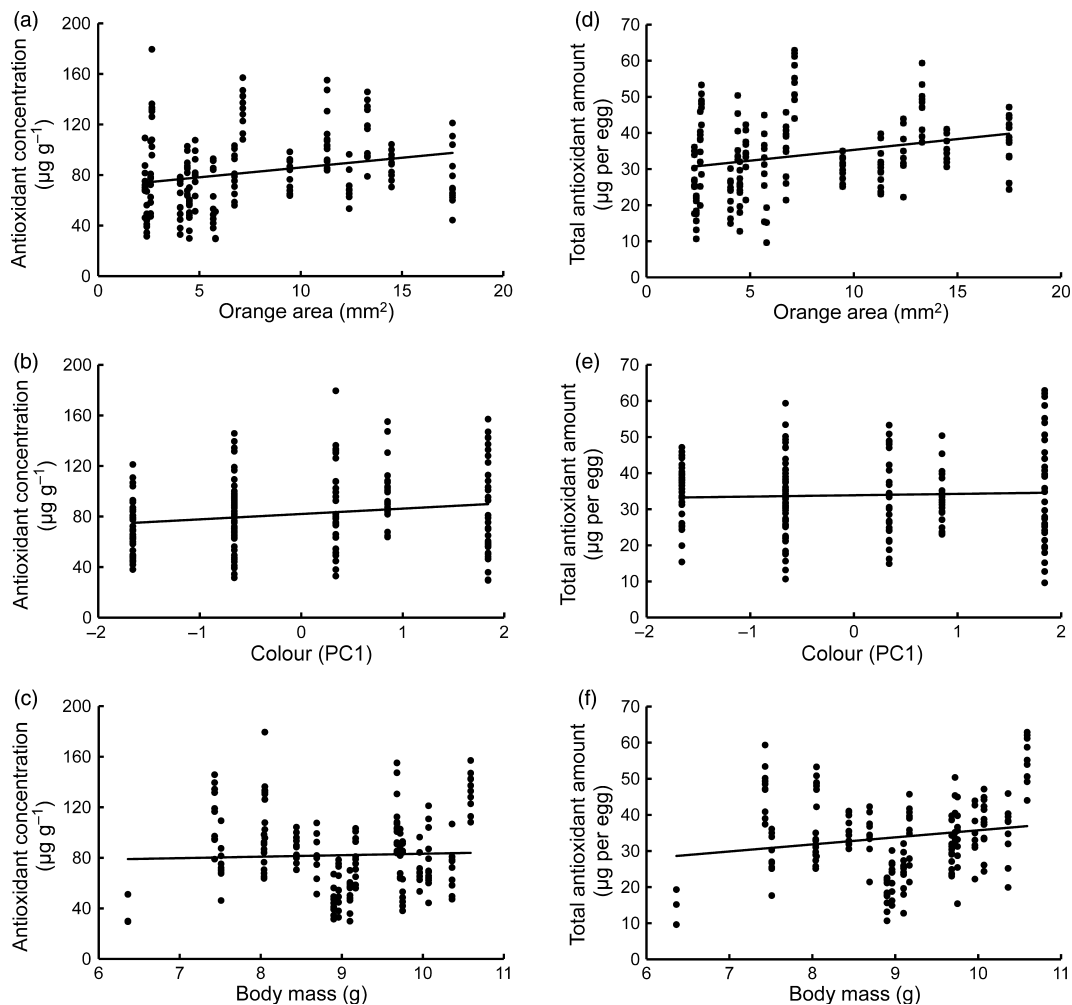 (a)
200
160
120
80
40
0
Antioxidant concentration
(µg g⁻¹)
0 5 10 15 20
Orange area (mm²)
(b)
200
160
120
80
40
0
Antioxidant concentration
(µg g⁻¹)
–2 –1 0 1 2
Colour (PC1)
(c)
200
160
120
80
40
0
Antioxidant concentration
(µg g⁻¹)
6 7 8 9 10 11
Body mass (g)
(d)
70
60
50
40
30
20
10
0
Total antioxidant amount
(µg per egg)
0 5 10 15 20
Orange area (mm²)
(e)
70
60
50
40
30
20
10
0
Total antioxidant amount
(µg per egg)
–2 –1 0 1 2
Colour (PC1)
(f)
70
60
50
40
30
20
10
0
Total antioxidant amount
(µg per egg)
6 7 8 9 10 11
Body mass (g)